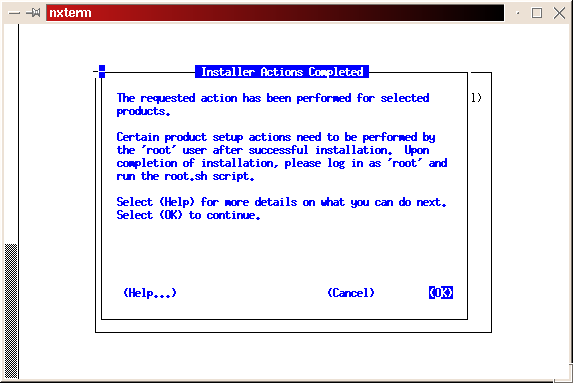 nxterm
Installer Actions Completed
The requested action has been performed for selected
products.
Certain product setup actions need to be performed by
the 'root' user after successful installation.  Upon
completion of installation, please log in as 'root' and
run the root.sh script.
Select (Help) for more details on what you can do next.
Select (OK) to continue.
(Help...) (Cancel) (OK)
l)